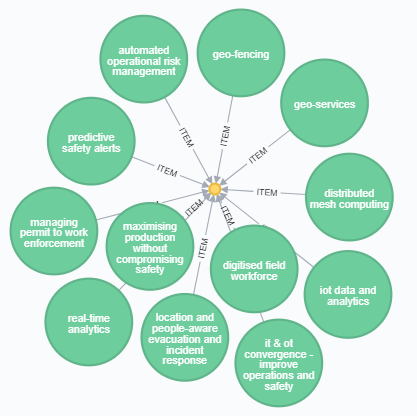 automated
operational risk
management
geo-fencing
geo-services
predictive
safety alerts
ITEM
ITEM
ITEM
ITEM
ITEM
distributed
mesh computing
managing
permit to work
enforcement
maximising
production
without
compromising
safety
ITEM
ITEM
ITEM
digitised field
workforce
iot data and
analytics
real-time
analytics
location and
people-aware
evacuation and
incident
response
it & ot
convergence -
improve
operations and
safety